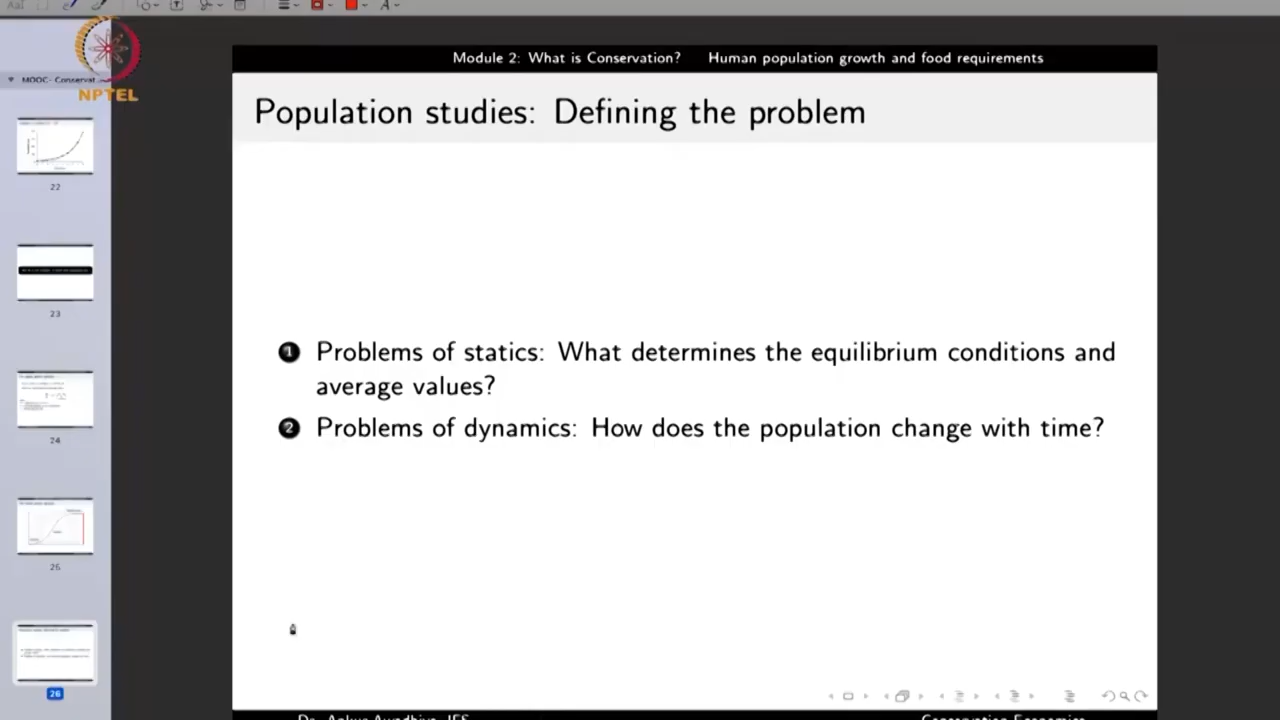 NPTEL
MOOC- Conservat
22
23
24
25
26
Module 2: What is Conservation? Human population growth and food requirements
Population studies: Defining the problem
1 Problems of statics: What determines the equilibrium conditions and
average values?
2 Problems of dynamics: How does the population change with time?